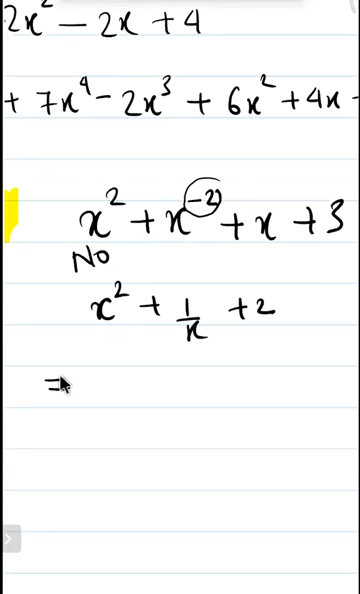 2x² − 2x + 4
+ 7x⁴ − 2x³ + 6x² + 4x −
x² + x⁻² + x + 3
NO
x² + 1/x + 2
=